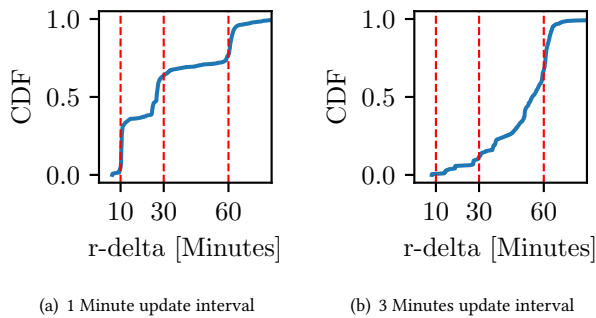 1.0
0.5
0.0
CDF
10 30 60
r-delta [Minutes]
(a) 1 Minute update interval
1.0
0.5
0.0
CDF
10 30 60
r-delta [Minutes]
(b) 3 Minutes update interval